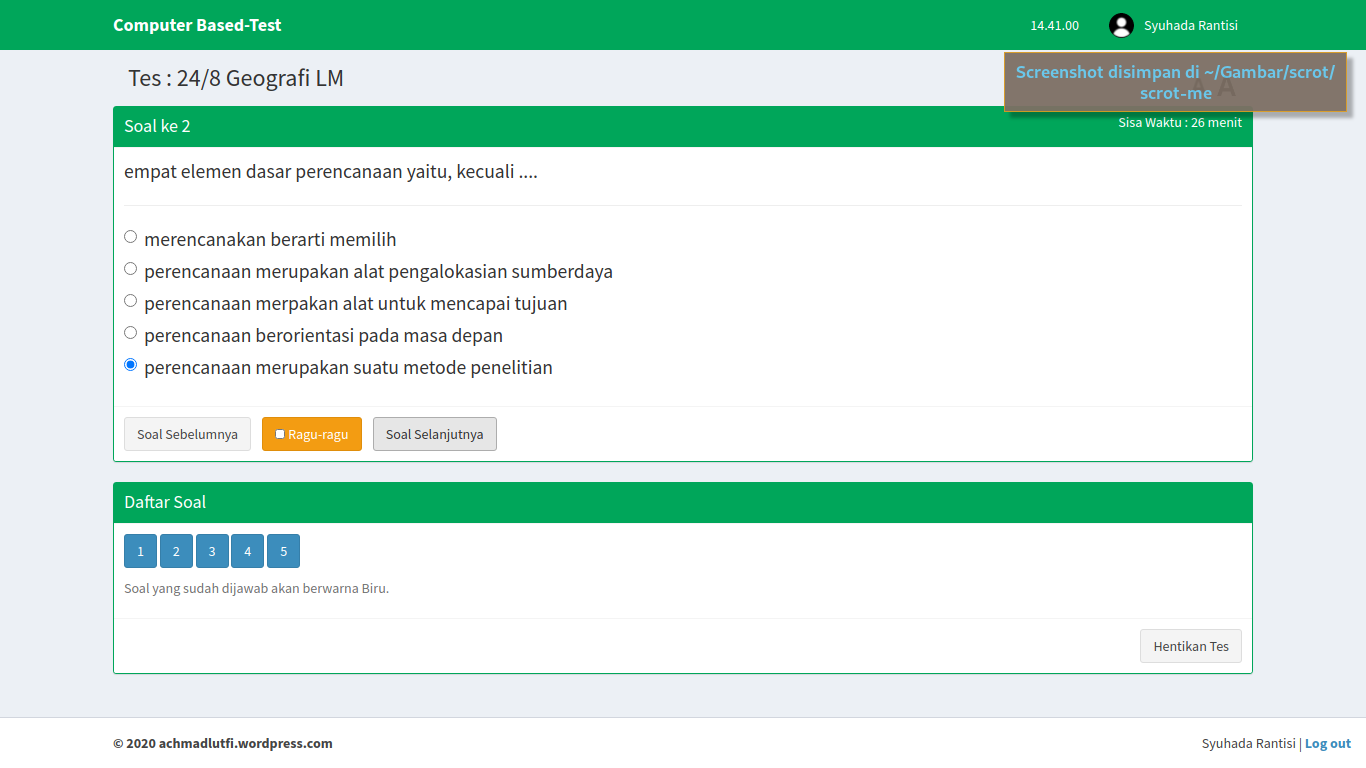 Computer Based-Test
14.41.00
Syuhada Rantisi
Tes : 24/8 Geografi LM
Screenshot disimpan di ~/Gambar/scrot/
scrot-me
A
Soal ke 2
Sisa Waktu : 26 menit
empat elemen dasar perencanaan yaitu, kecuali ....
merencanakan berarti memilih
perencanaan merupakan alat pengalokasian sumberdaya
perencanaan merpakan alat untuk mencapai tujuan
perencanaan berorientasi pada masa depan
perencanaan merupakan suatu metode penelitian
Soal Sebelumnya
Ragu-ragu
Soal Selanjutnya
Daftar Soal
1 2 3 4 5
Soal yang sudah dijawab akan berwarna Biru.
Hentikan Tes
© 2020 achmadlutfi.wordpress.com
Syuhada Rantisi | Log out